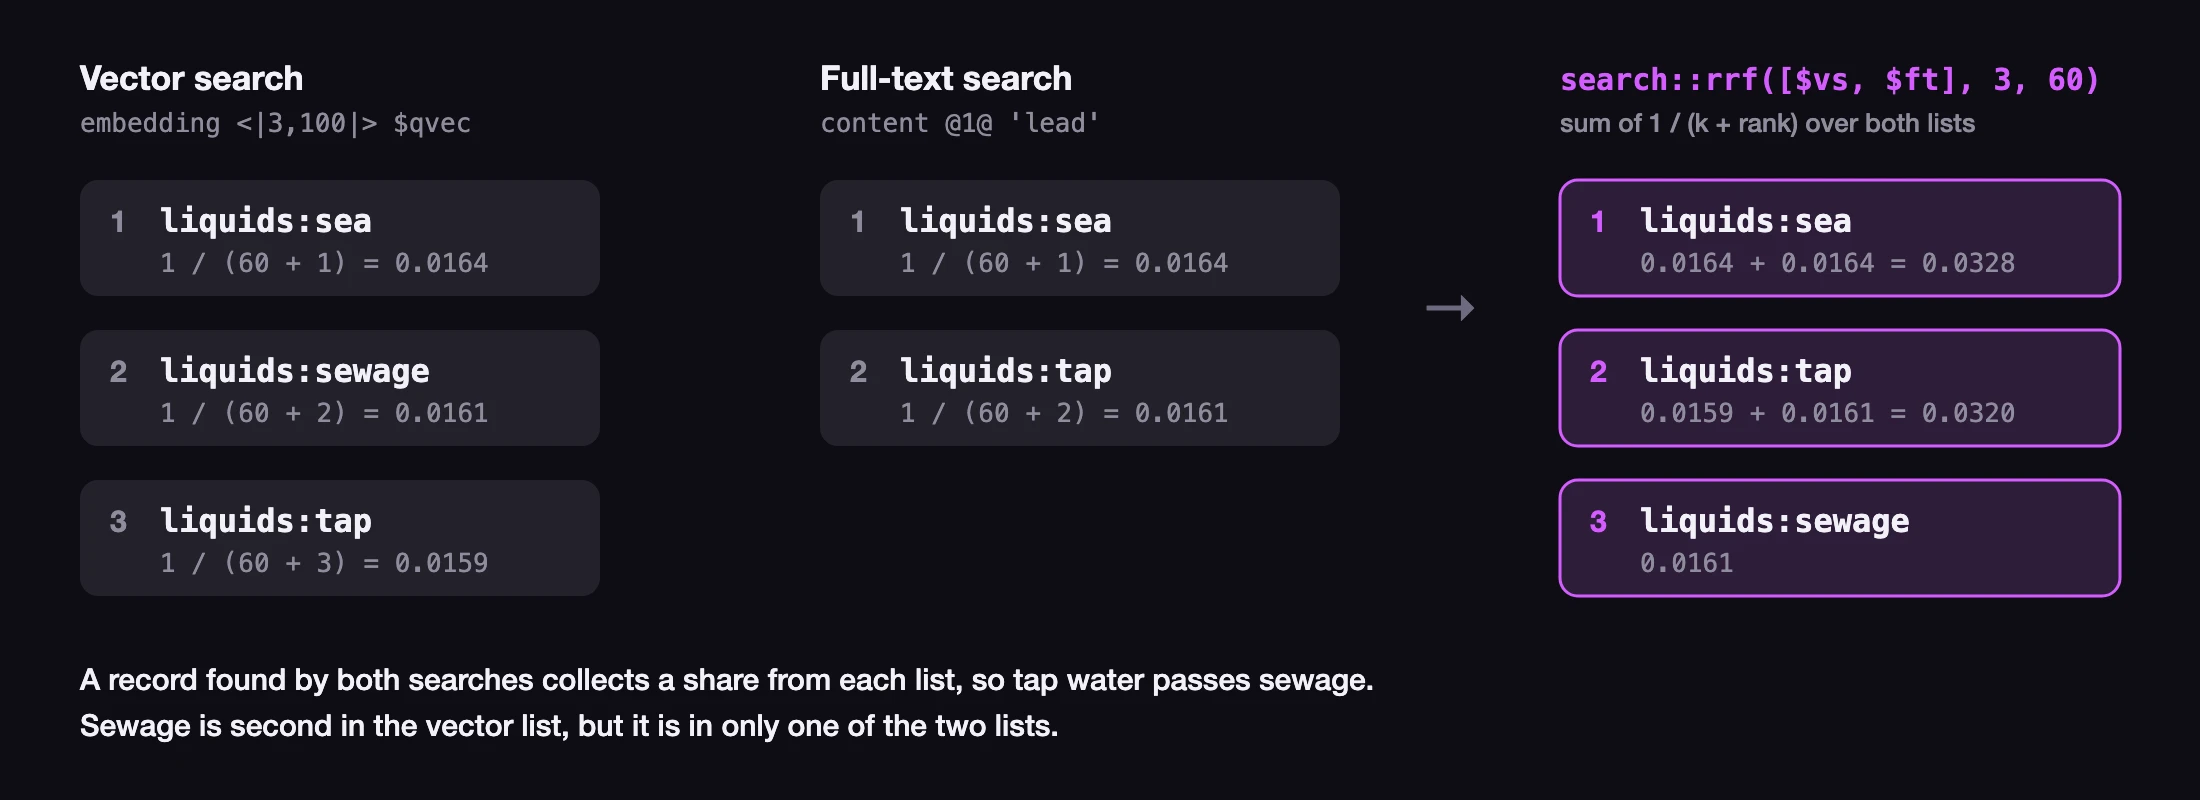 Vector search
embedding <|3,100|> $qvec
1 liquids:sea
1 / (60 + 1) = 0.0164
2 liquids:sewage
1 / (60 + 2) = 0.0161
3 liquids:tap
1 / (60 + 3) = 0.0159
Full-text search
content @1@ 'lead'
1 liquids:sea
1 / (60 + 1) = 0.0164
2 liquids:tap
1 / (60 + 2) = 0.0161
search::rrf([$vs, $ft], 3, 60)
sum of 1 / (k + rank) over both lists
1 liquids:sea
0.0164 + 0.0164 = 0.0328
2 liquids:tap
0.0159 + 0.0161 = 0.0320
3 liquids:sewage
0.0161
A record found by both searches collects a share from each list, so tap water passes sewage.
Sewage is second in the vector list, but it is in only one of the two lists.